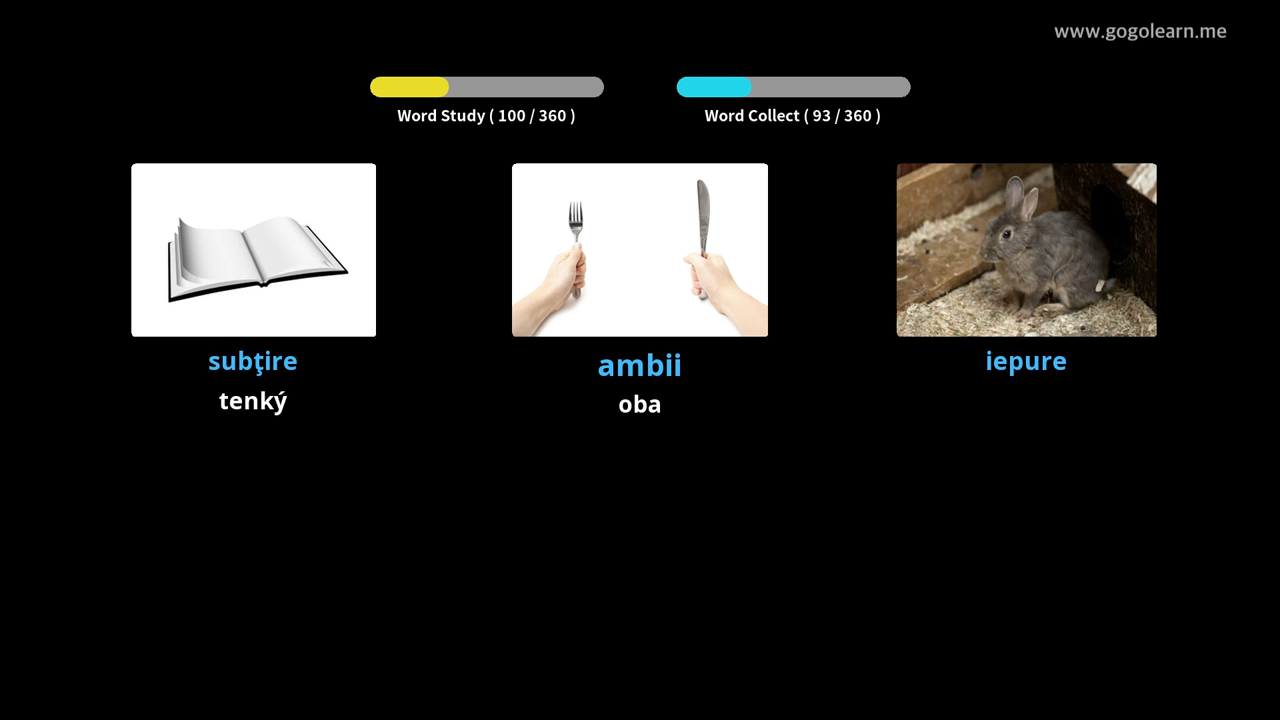 www.gogolearn.me
Word Study ( 100 / 360 )
Word Collect ( 93 / 360 )
subţire
tenký
ambii
oba
iepure